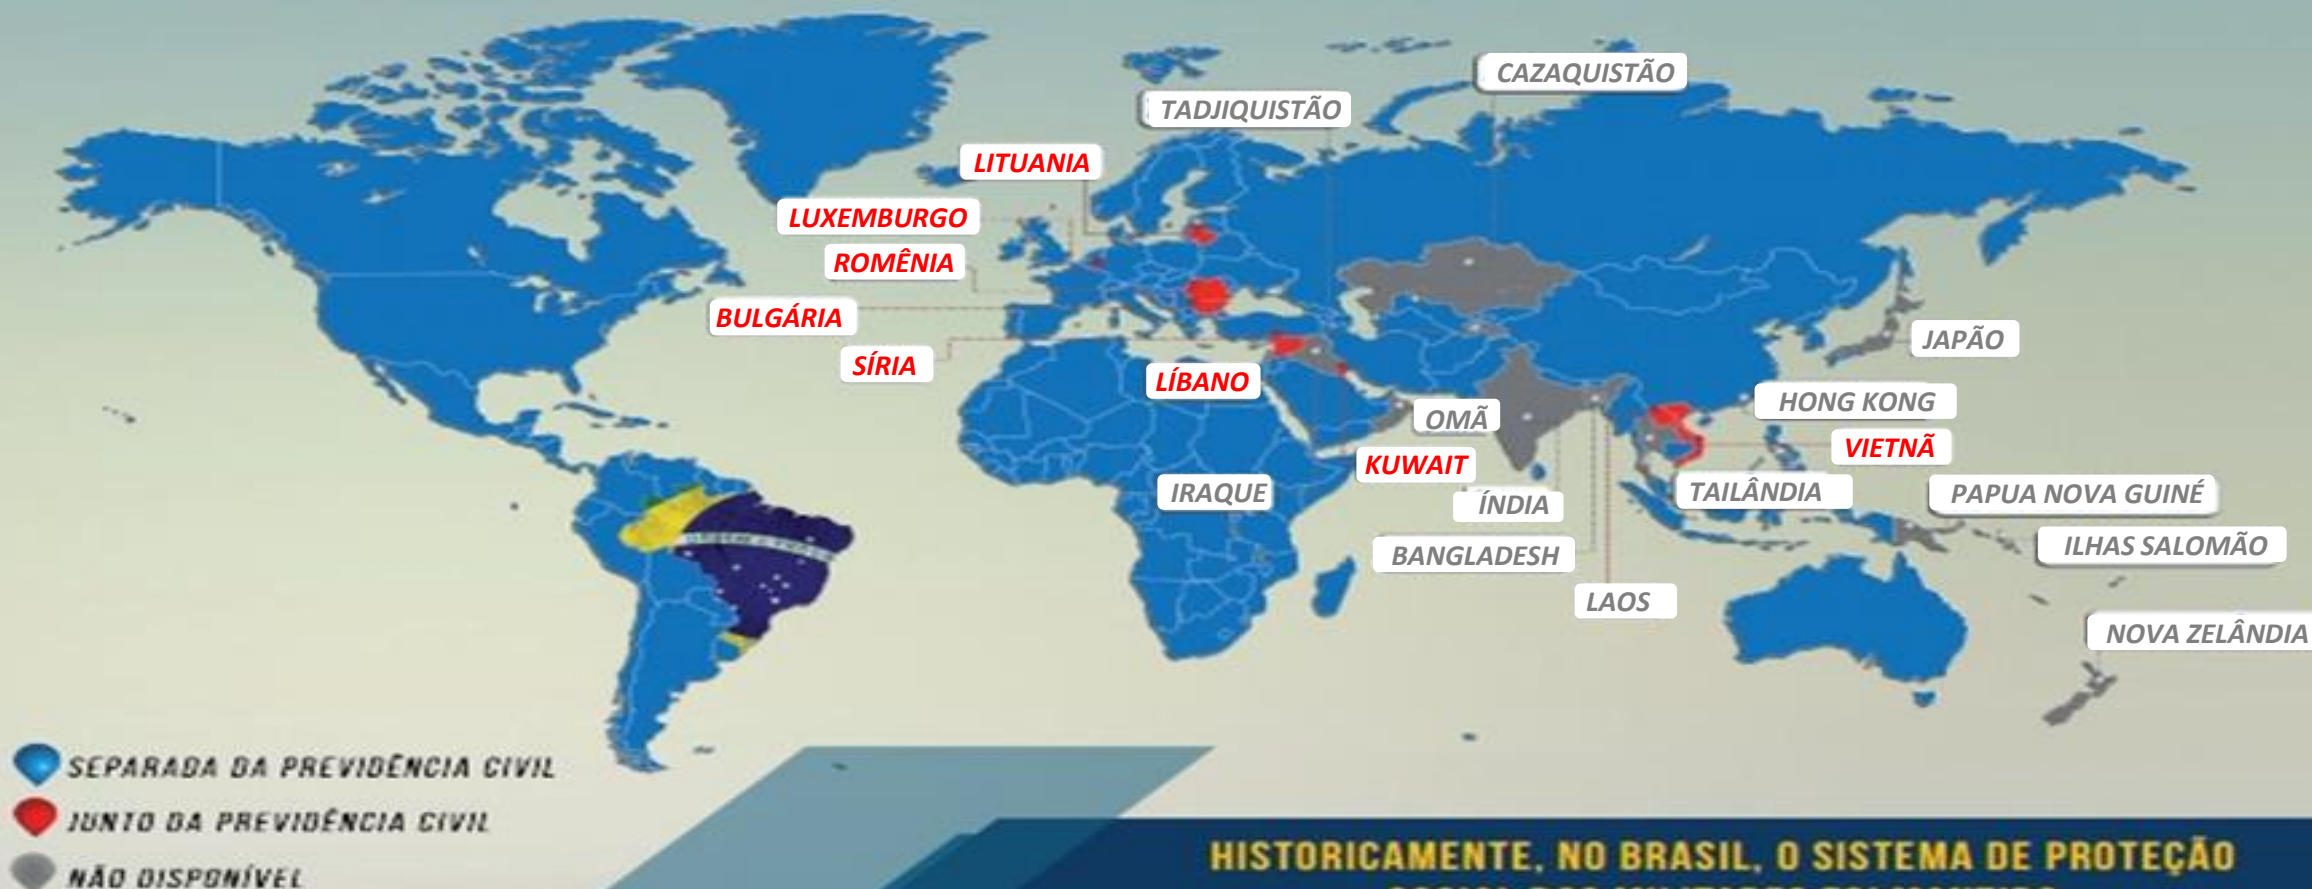 CAZAQUISTÃO
TADJIQUISTÃO
LITUANIA
LUXEMBURGO
ROMÊNIA
BULGÁRIA
SÍRIA
LÍBANO
JAPÃO
OMÃ
HONG KONG
KUWAIT
VIETNÃ
IRAQUE
ÍNDIA
TAILÂNDIA
PAPUA NOVA GUINÉ
BANGLADESH
ILHAS SALOMÃO
LAOS
NOVA ZELÂNDIA
SEPARADA DA PREVIDÊNCIA CIVIL
JUNTO DA PREVIDÊNCIA CIVIL
NÃO DISPONÍVEL
HISTORICAMENTE, NO BRASIL, O SISTEMA DE PROTEÇÃO